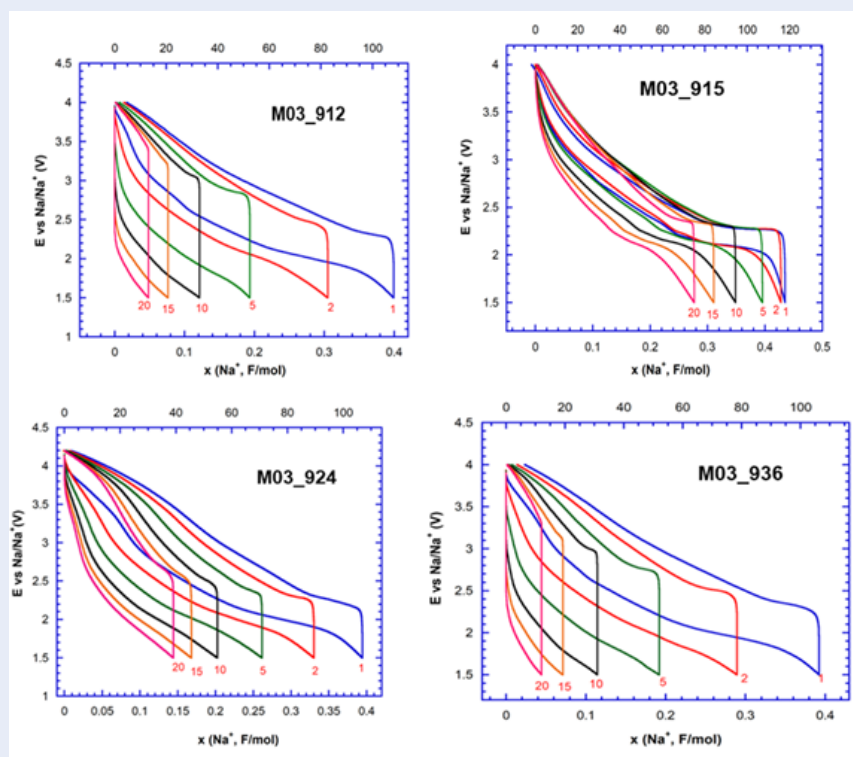 0 20 40 60 80 100
4.5
4
3.5
3
2.5
2
1.5
1
E vs Na/Na⁺ (V)
M03_912
20 15 10 5 2 1
0 0.1 0.2 0.3 0.4
x (Na⁺, F/mol)
0 20 40 60 80 100 120
4
3.5
3
2.5
2
1.5
E vs Na/Na⁺ (V)
M03_915
20 15 10 5 2 1
0 0.1 0.2 0.3 0.4 0.5
x (Na⁺, F/mol)
0 20 40 60 80 100
4.5
4
3.5
3
2.5
2
1.5
1
E vs Na/Na⁺(V)
M03_924
20 15 10 5 2 1
0 0.05 0.1 0.15 0.2 0.25 0.3 0.35 0.4
x (Na⁺, F/mol)
0 20 40 60 80 100
4.5
4
3.5
3
2.5
2
1.5
1
E vs Na/Na⁺ (V)
M03_936
20 15 10 5 2 1
0 0.1 0.2 0.3 0.4
x (Na⁺, F/mol)